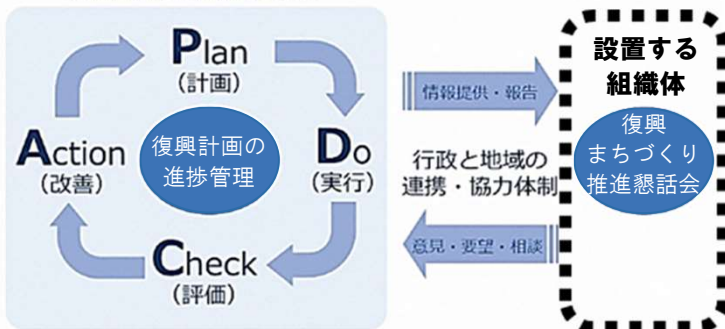 Plan
(計画)
Action
(改善)
復興計画の
進捗管理
Do
(実行)
Check
(評価)
情報提供・報告
行政と地域の
連携・協力体制
意見・要望・相談
設置する
組織体
復興
まちづくり
推進懇話会